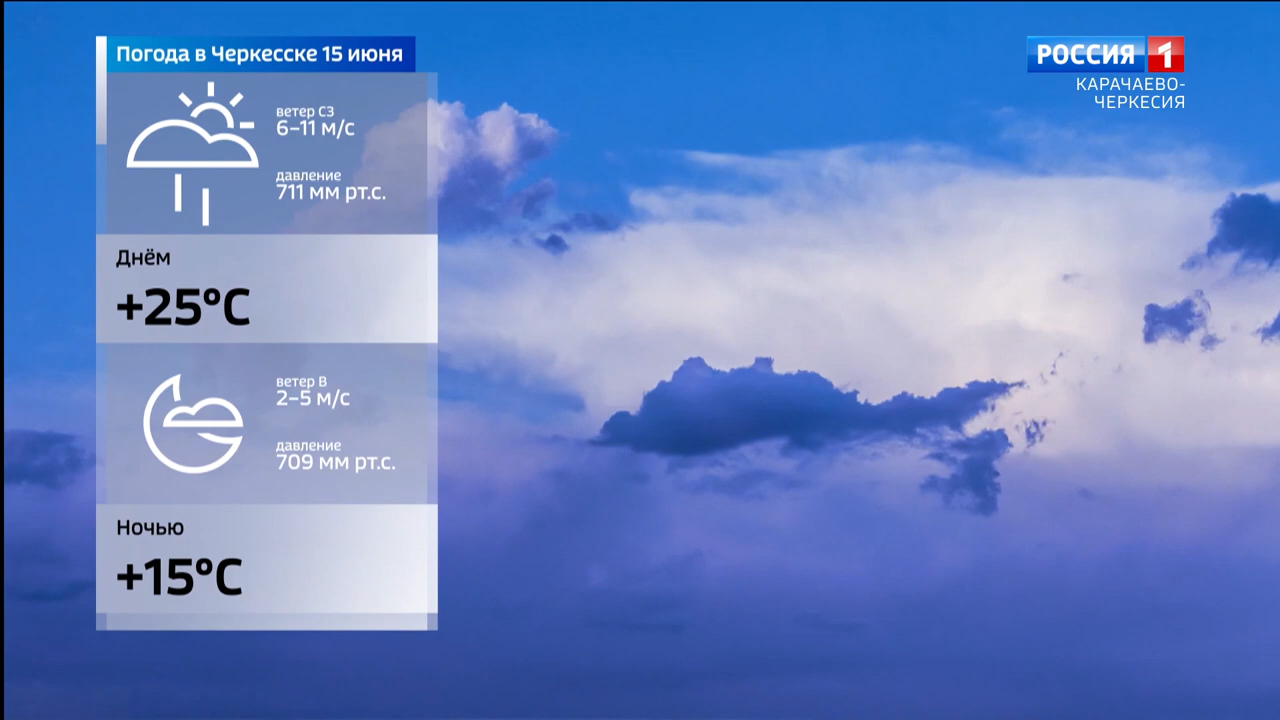 Погода в Черкесске 15 июня
ветер СЗ
6–11 м/с
давление
711 мм рт.с.
Днём
+25°C
ветер В
2–5 м/с
давление
709 мм рт.с.
Ночью
+15°C
РОССИЯ 1
КАРАЧАЕВО-
ЧЕРКЕСИЯ